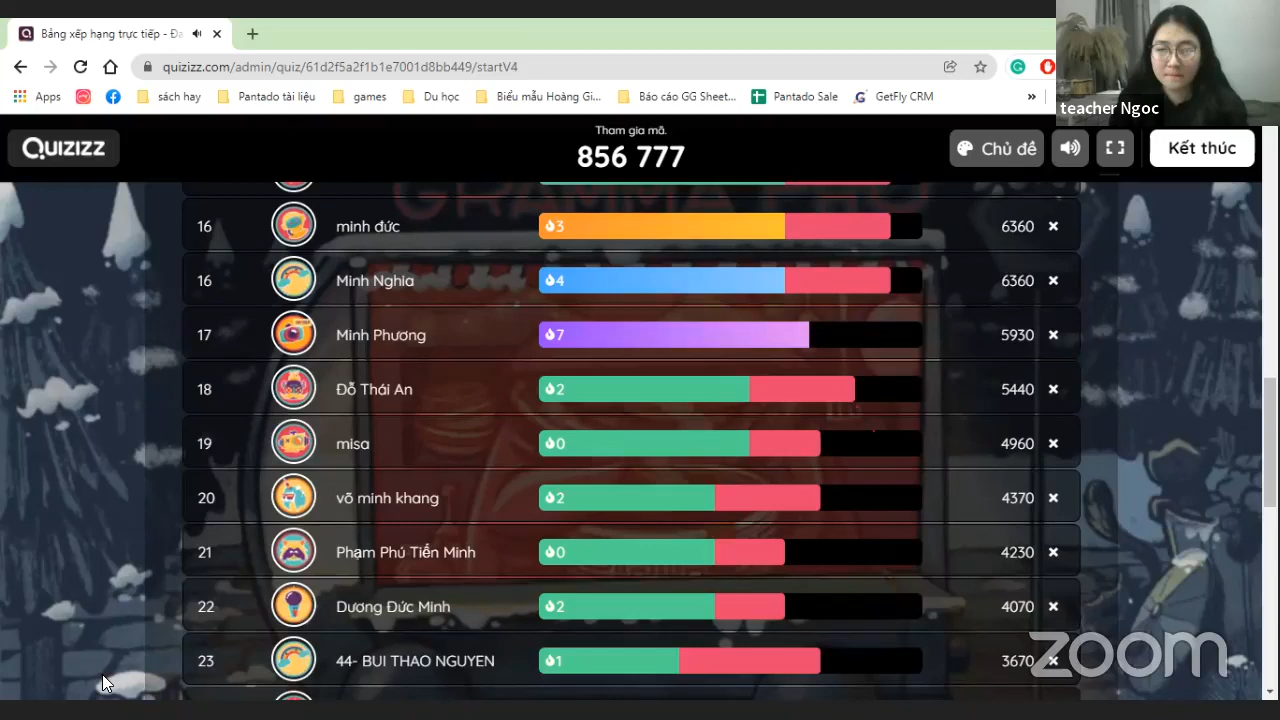 Bảng xếp hạng trực tiếp - Đa
quizizz.com/admin/quiz/61d2f5a2f1b1e7001d8bb449/startV4
Apps sách hay Pantado tài liệu games Du học Biểu mẫu Hoàng Gi... Báo cáo GG Sheet... Pantado Sale GetFly CRM »
teacher Ngoc
QUIZIZZ
Tham gia mã.
856 777
Chủ đề
Kết thúc
GRAMMA PRO
16 minh đức 3 6360
16 Minh Nghĩa 4 6360
17 Minh Phương 7 5930
18 Đỗ Thái An 2 5440
19 misa 0 4960
20 võ minh khang 2 4370
21 Phạm Phú Tiến Minh 0 4230
22 Dương Đức Minh 2 4070
23 44- BUI THAO NGUYEN 1 3670
zoom